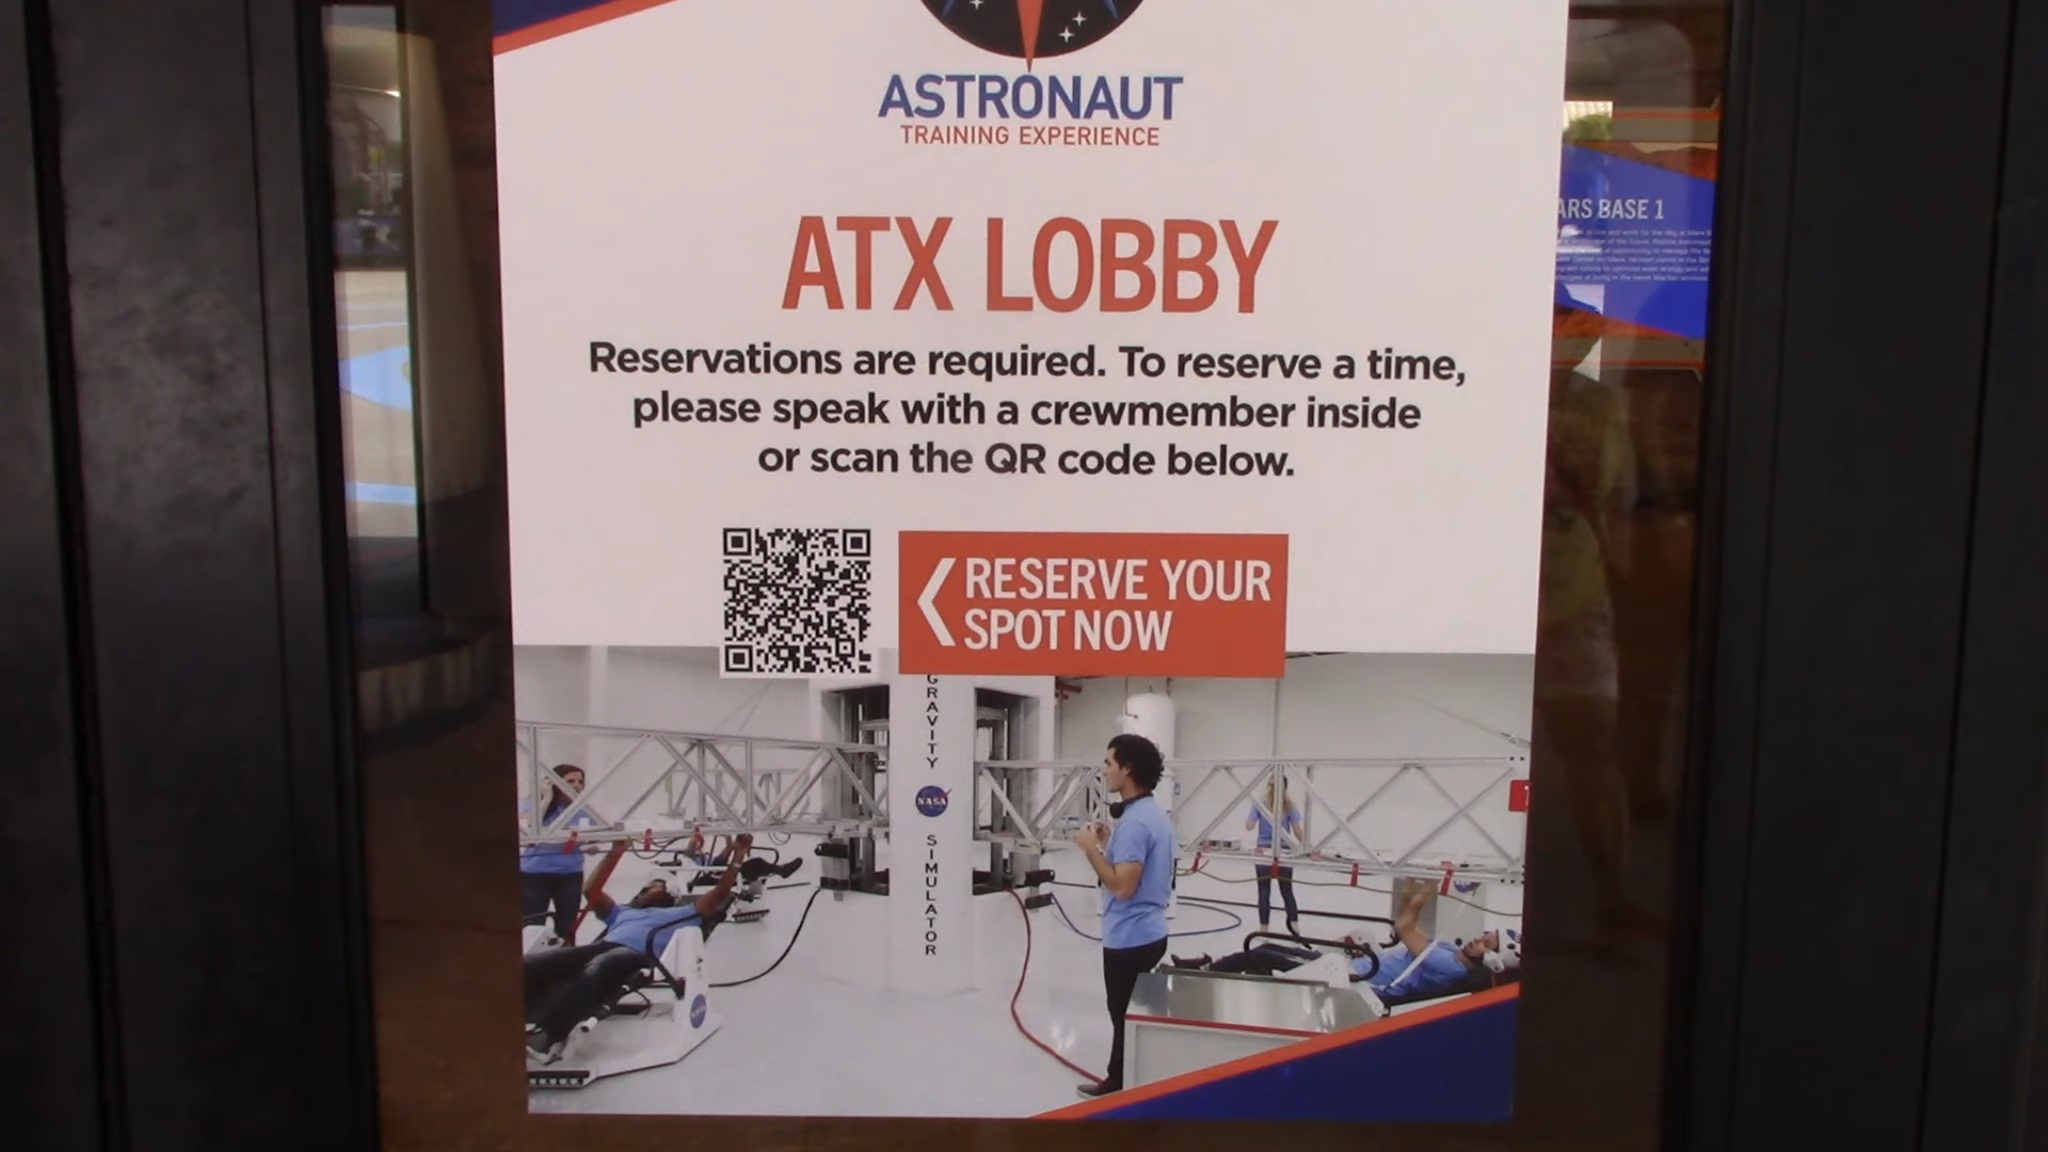 ASTRONAUT
TRAINING EXPERIENCE
ATX LOBBY
Reservations are required. To reserve a time,
please speak with a crewmember inside
or scan the QR code below.
RESERVE YOUR
SPOT NOW
GRAVITY
NASA
SIMULATOR
ARS BASE 1